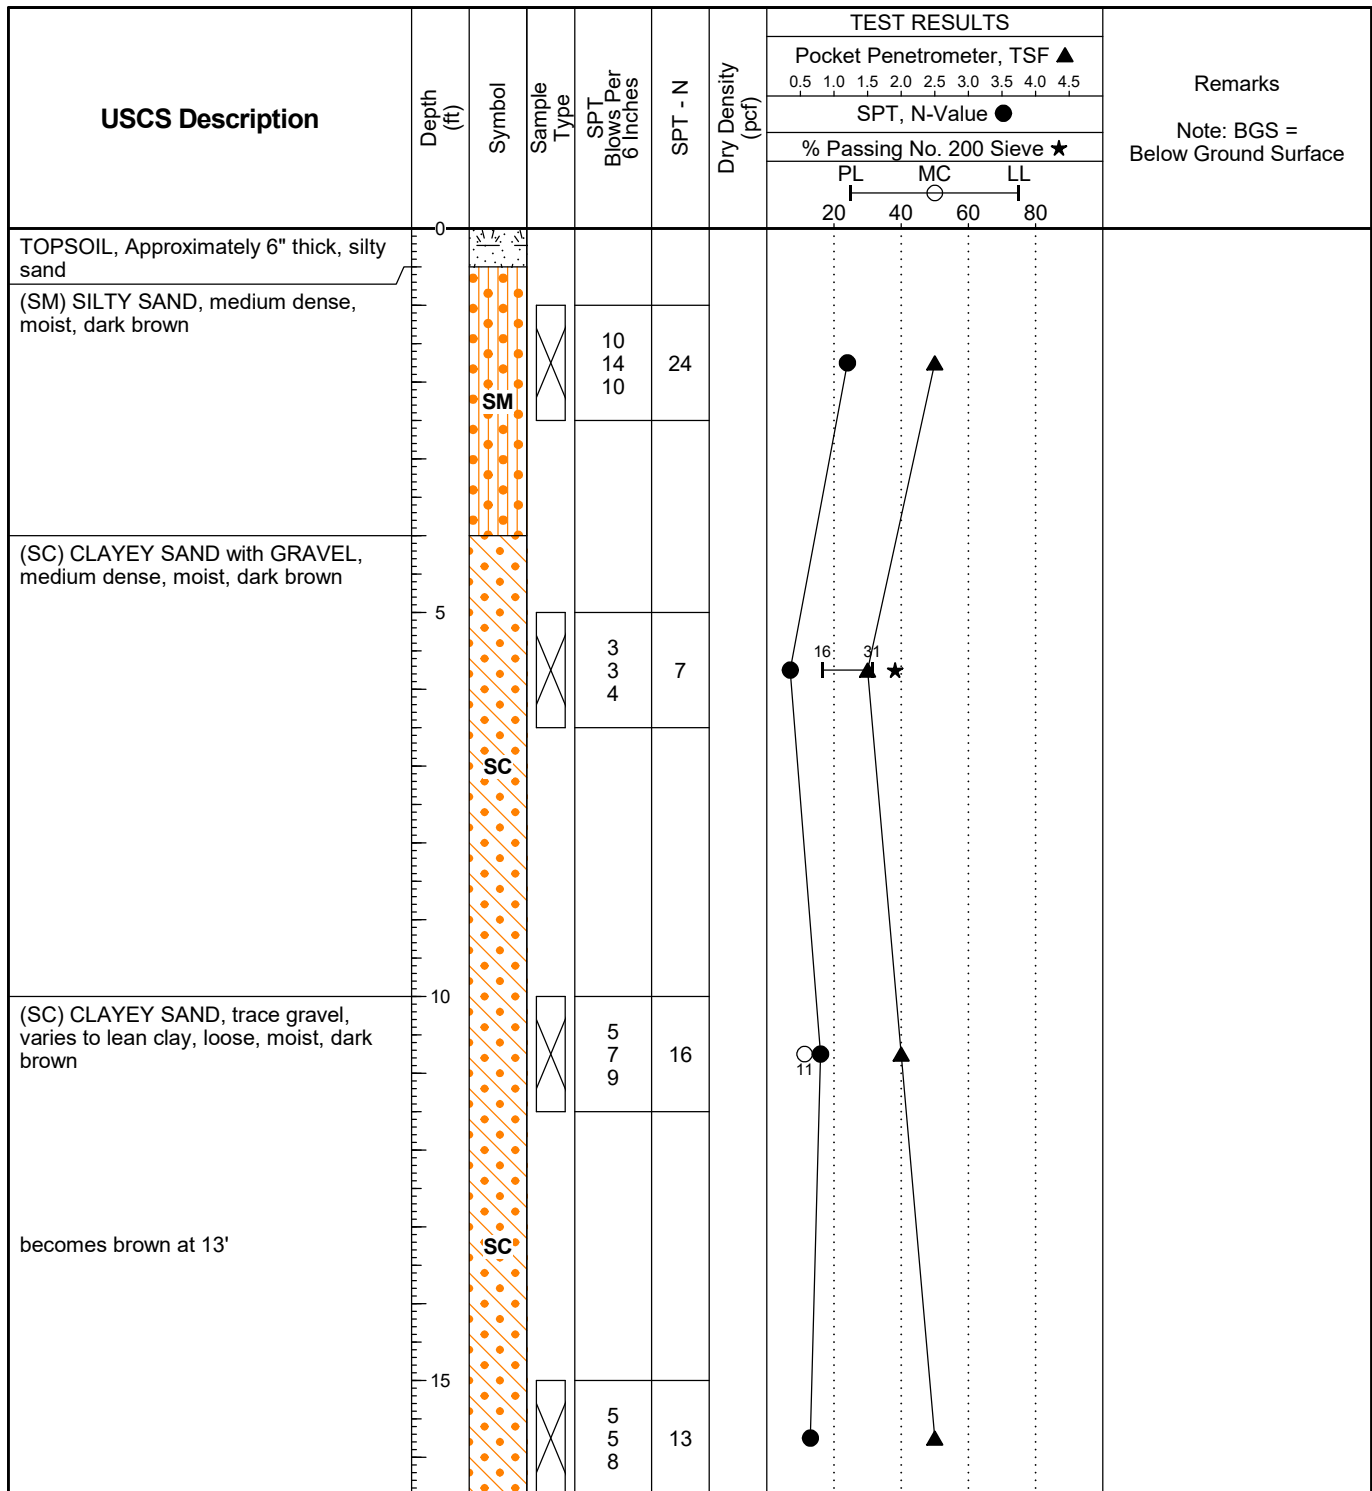 USCS Description
Depth
(ft)
Symbol
Sample
Type
SPT
Blows Per
6 Inches
SPT - N
Dry Density
(pcf)
TEST RESULTS
Pocket Penetrometer, TSF ▲
0.5 1.0 1.5 2.0 2.5 3.0 3.5 4.0 4.5
SPT, N-Value ●
% Passing No. 200 Sieve ★
PL MC LL
20 40 60 80
Remarks
Note: BGS =
Below Ground Surface
0
TOPSOIL, Approximately 6" thick, silty
sand
(SM) SILTY SAND, medium dense,
moist, dark brown
SM
10
14
10
24
(SC) CLAYEY SAND with GRAVEL,
medium dense, moist, dark brown
5
3
3
4
7
16 31
SC
10
(SC) CLAYEY SAND, trace gravel,
varies to lean clay, loose, moist, dark
brown
5
7
9
16
11
becomes brown at 13'
SC
15
5
5
8
13